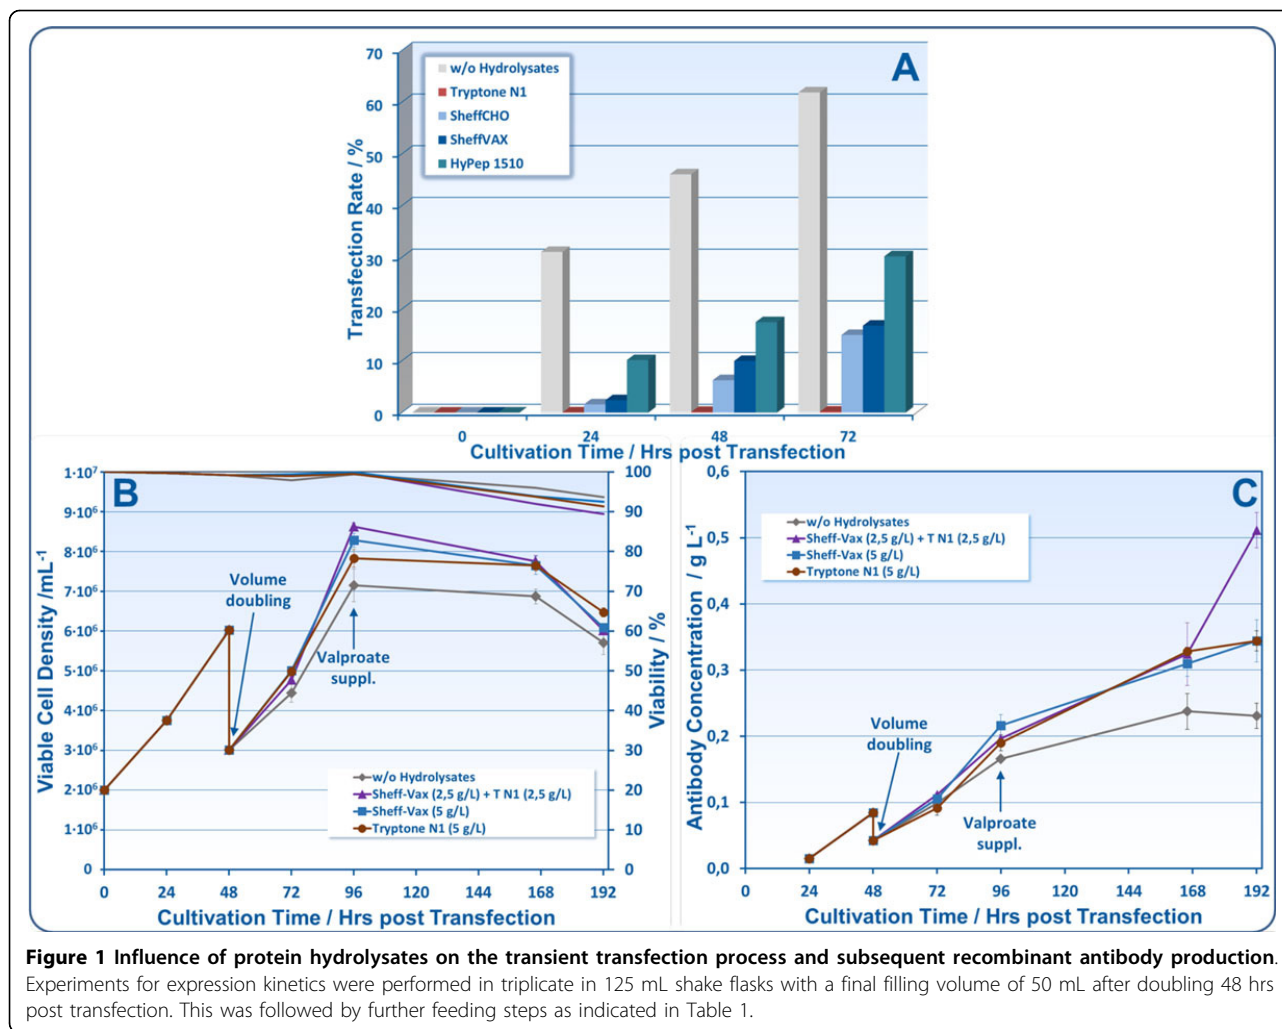 A
70
60
50
40
30
20
10
0
Transfection Rate / %
w/o Hydrolysates
Tryptone N1
SheffCHO
SheffVAX
HyPep 1510
0 24 48 72
Cultivation Time / Hrs post Transfection
B
1·10⁷
9·10⁶
8·10⁶
7·10⁶
6·10⁶
5·10⁶
4·10⁶
3·10⁶
2·10⁶
1·10⁶
0
Viable Cell Density /mL⁻¹
100
90
80
70
60
50
40
30
20
10
0
Viability / %
Volume
doubling
Valproate
suppl.
w/o Hydrolysates
Sheff-Vax (2,5 g/L) + T N1 (2,5 g/L)
Sheff-Vax (5 g/L)
Tryptone N1 (5 g/L)
0 24 48 72 96 120 144 168 192
Cultivation Time / Hrs post Transfection
C
0,6
0,5
0,4
0,3
0,2
0,1
0,0
Antibody Concentration / g L⁻¹
w/o Hydrolysates
Sheff-Vax (2,5 g/L) + T N1 (2,5 g/L)
Sheff-Vax (5 g/L)
Tryptone N1 (5 g/L)
Volume
doubling
Valproate
suppl.
0 24 48 72 96 120 144 168 192
Cultivation Time / Hrs post Transfection
Figure 1 Influence of protein hydrolysates on the transient transfection process and subsequent recombinant antibody production.
Experiments for expression kinetics were performed in triplicate in 125 mL shake flasks with a final filling volume of 50 mL after doubling 48 hrs
post transfection. This was followed by further feeding steps as indicated in Table 1.